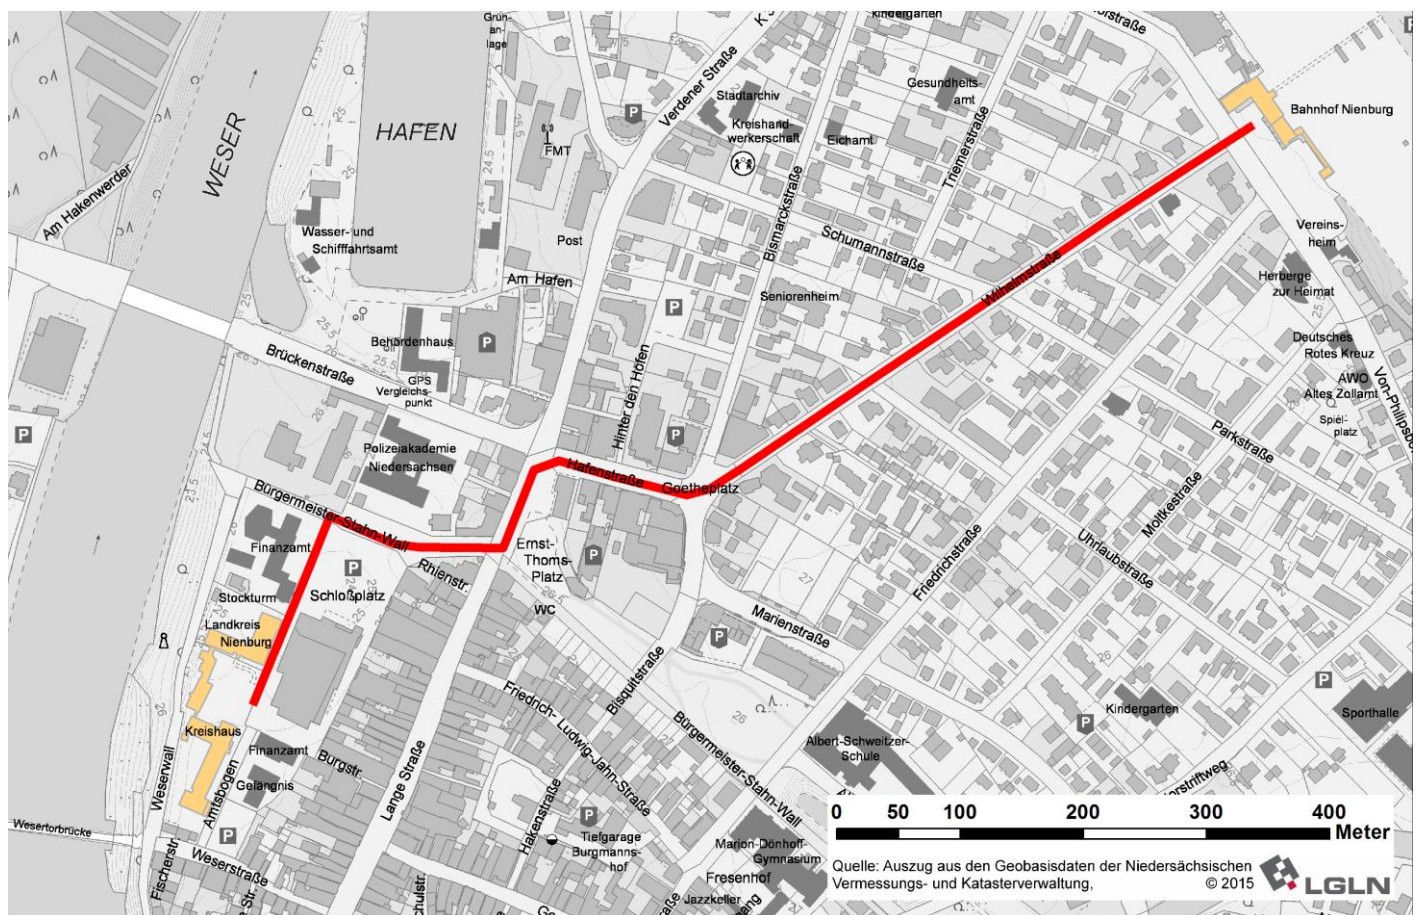 kindergarten
Grün-
an-
lage
Verdener Straße
Stadtarchiv
Kreishand
werkerschaft
Gesundheits-
amt
Eichamt
Triemerstraße
Bahnhof Nienburg
HAFEN
WESER
FMT
Am Hakenwerder
Wasser- und
Schifffahrtsamt
Post
Am Hafen
Bismarckstraße
Schumannstraße
Wilhelmstraße
Seniorenheim
Vereins-
heim
Herberge
zur Heimat
Deutsches
Rotes Kreuz
AWO
Altes Zollamt
Spiel-
platz
Behördenhaus
GPS
Vergleichs-
punkt
Brückenstraße
Hinter den Höfen
Parkstraße
Moltkestraße
Uhrlaubstraße
Polizeiakademie
Niedersachsen
Hafenstraße
Goetheplatz
Bürgermeister-Stahn-Wall
Finanzamt
Rhienstr.
Ernst-
Thoms-
Platz
Friedrichstraße
Schloßplatz
Stockturm
Landkreis
Nienburg
WC
Marienstraße
Bisquitstraße
Kreishaus
Finanzamt
Gefängnis
Burgstr.
Lange Straße
Friedrich- Ludwig-Jahn-Straße
Bürgermeister-Stahn-Wall
Albert-Schweitzer-
Schule
Kindergarten
Sporthalle
Weserwall
Amtsbogen
Wesertorbrücke
Fischerstr.
Weserstraße
Hakenstraße
Tiefgarage
Burgmanns-
hof
Marion-Dönhoff-
Gymnasium
Fresenhof
Jazzkeller
0 50 100 200 300 400
Meter
Quelle: Auszug aus den Geobasisdaten der Niedersächsischen
Vermessungs- und Katasterverwaltung, © 2015
LGLN